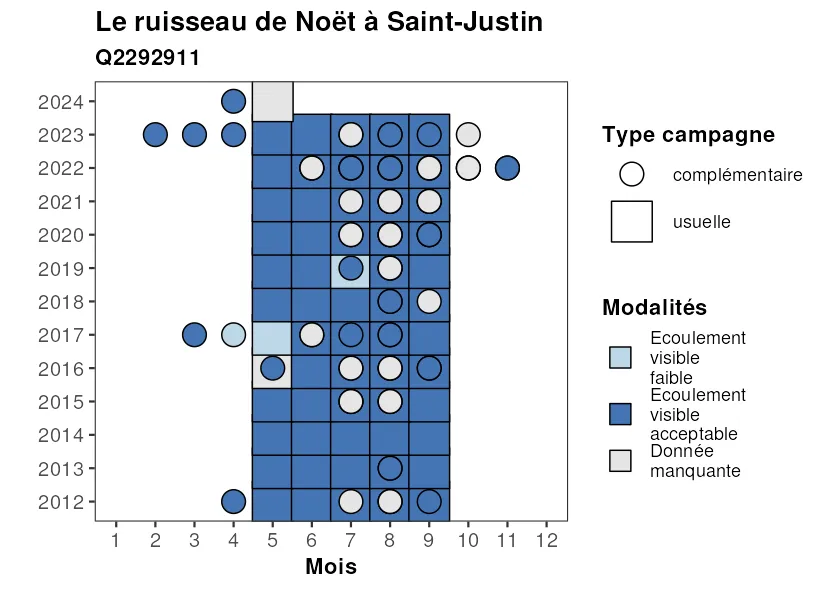 Le ruisseau de Noët à Saint-Justin
Q2292911
2024
2023
2022
2021
2020
2019
2018
2017
2016
2015
2014
2013
2012
1 2 3 4 5 6 7 8 9 10 11 12
Mois
Type campagne
complémentaire
usuelle
Modalités
Ecoulement
visible
faible
Ecoulement
visible
acceptable
Donnée
manquante